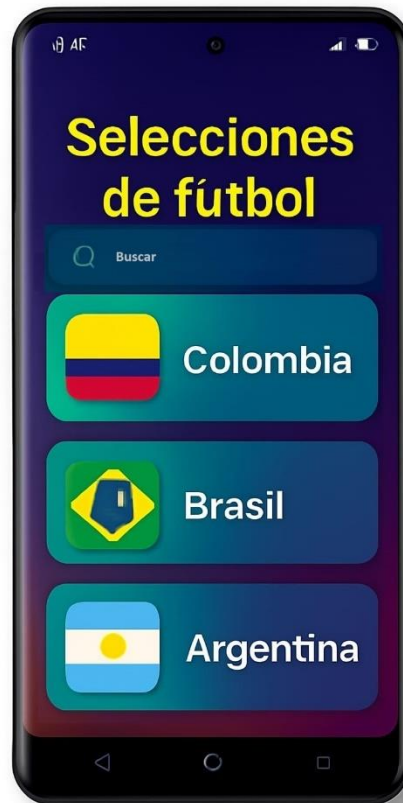 Selecciones
de fútbol
Buscar
Colombia
Brasil
Argentina